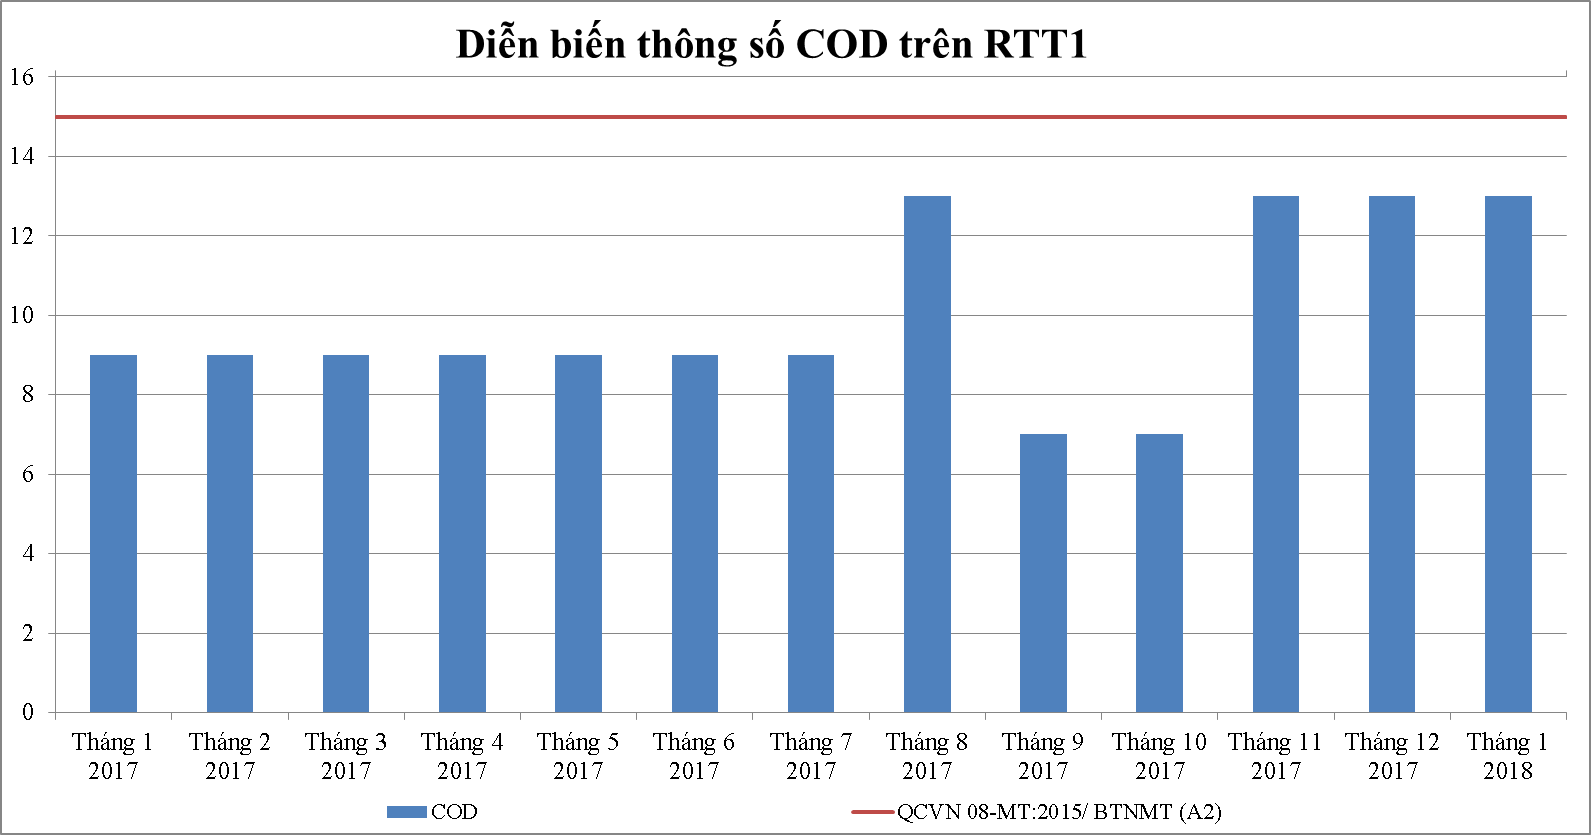 Diễn biến thông số COD trên RTT1
16
14
12
10
8
6
4
2
0
Tháng 1 2017
Tháng 2 2017
Tháng 3 2017
Tháng 4 2017
Tháng 5 2017
Tháng 6 2017
Tháng 7 2017
Tháng 8 2017
Tháng 9 2017
Tháng 10 2017
Tháng 11 2017
Tháng 12 2017
Tháng 1 2018
COD
QCVN 08-MT:2015/ BTNMT (A2)